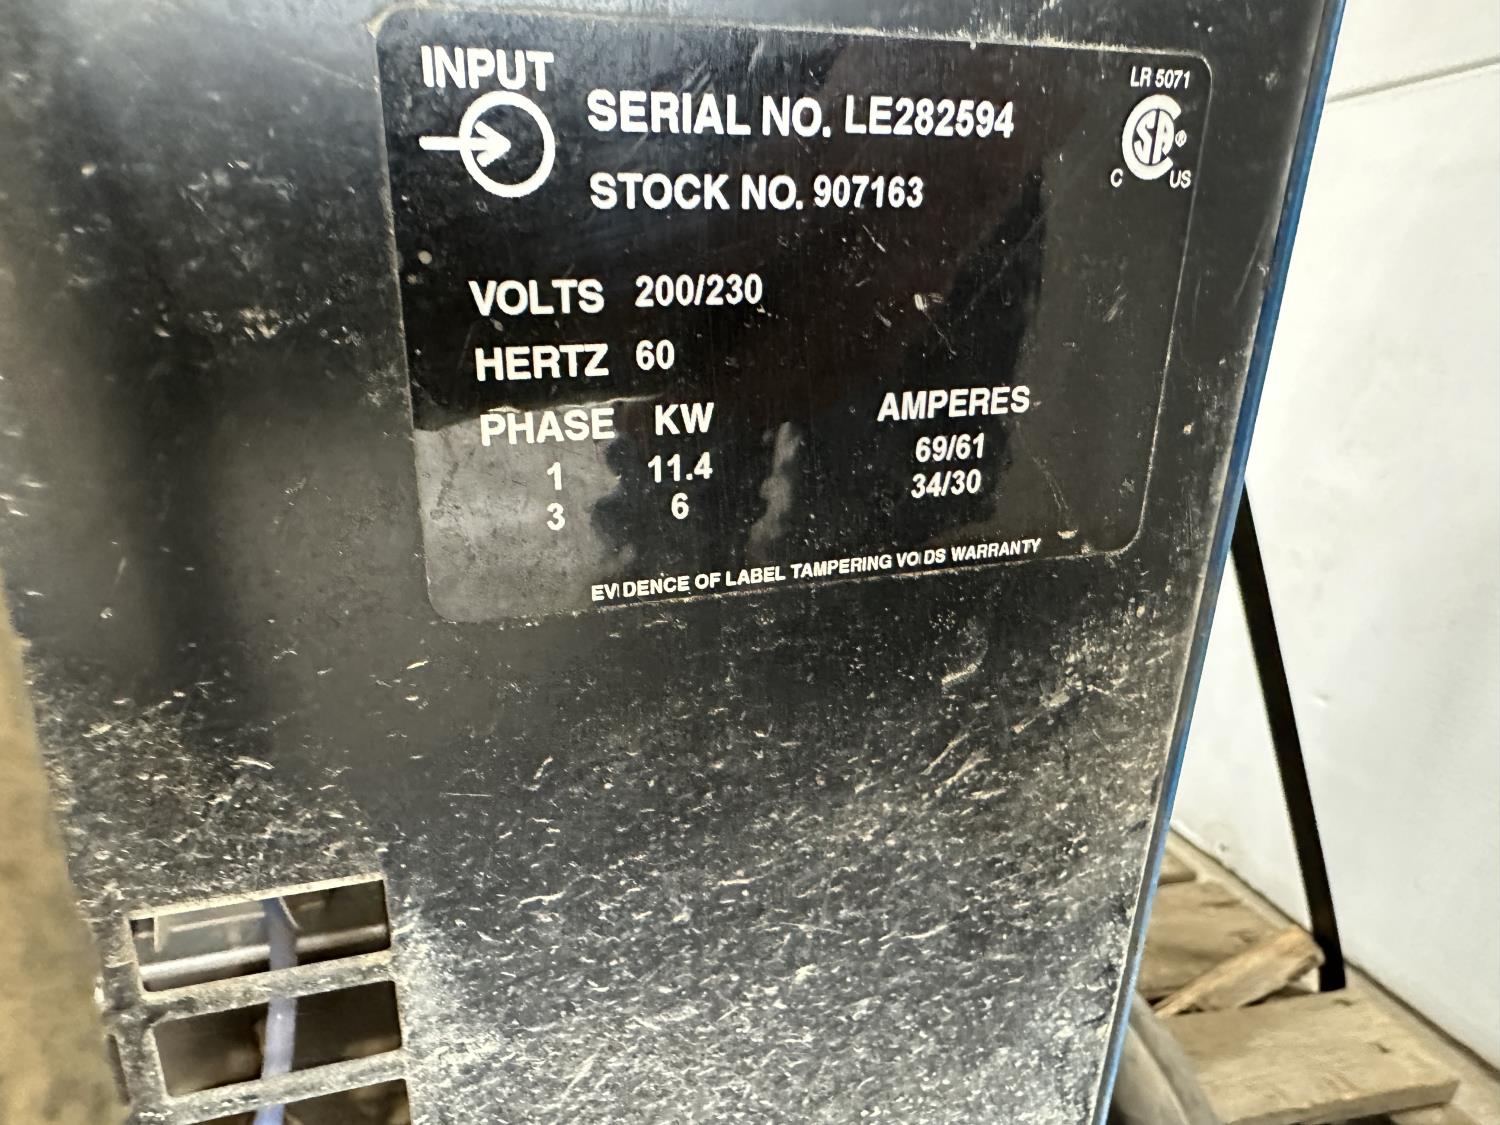 INPUT
LR 5071
SERIAL NO. LE282594
SA®
C US
STOCK NO. 907163
VOLTS 200/230
HERTZ 60
PHASE KW AMPERES
1 11.4 69/61
3 6 34/30
EVIDENCE OF LABEL TAMPERING VOIDS WARRANTY